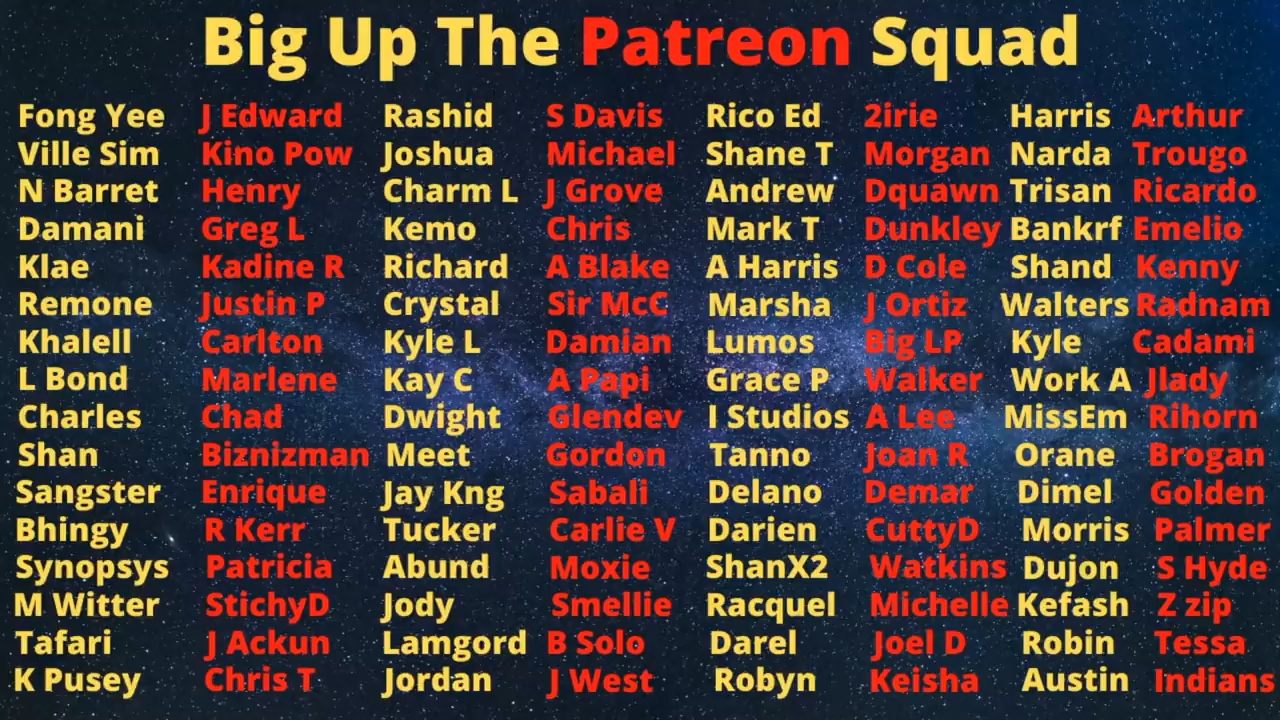 Big Up The Patreon Squad
Fong Yee J Edward Rashid S Davis Rico Ed 2irie Harris Arthur
Ville Sim Kino Pow Joshua Michael Shane T Morgan Narda Trougo
N Barret Henry Charm L J Grove Andrew Dquawn Trisan Ricardo
Damani Greg L Kemo Chris Mark T Dunkley Bankrf Emelio
Klae Kadine R Richard A Blake A Harris D Cole Shand Kenny
Remone Justin P Crystal Sir McC Marsha J Ortiz Walters Radnam
Khalell Carlton Kyle L Damian Lumos Big LP Kyle Cadami
L Bond Marlene Kay C A Papi Grace P Walker Work A Jlady
Charles Chad Dwight Glendev I Studios A Lee MissEm Rihorn
Shan Biznizman Meet Gordon Tanno Joan R Orane Brogan
Sangster Enrique Jay Kng Sabali Delano Demar Dimel Golden
Bhingy R Kerr Tucker Carlie V Darien CuttyD Morris Palmer
Synopsys Patricia Abund Moxie ShanX2 Watkins Dujon S Hyde
M Witter StichyD Jody Smellie Racquel Michelle Kefash Z zip
Tafari J Ackun Lamgord B Solo Darel Joel D Robin Tessa
K Pusey Chris T Jordan J West Robyn Keisha Austin Indians